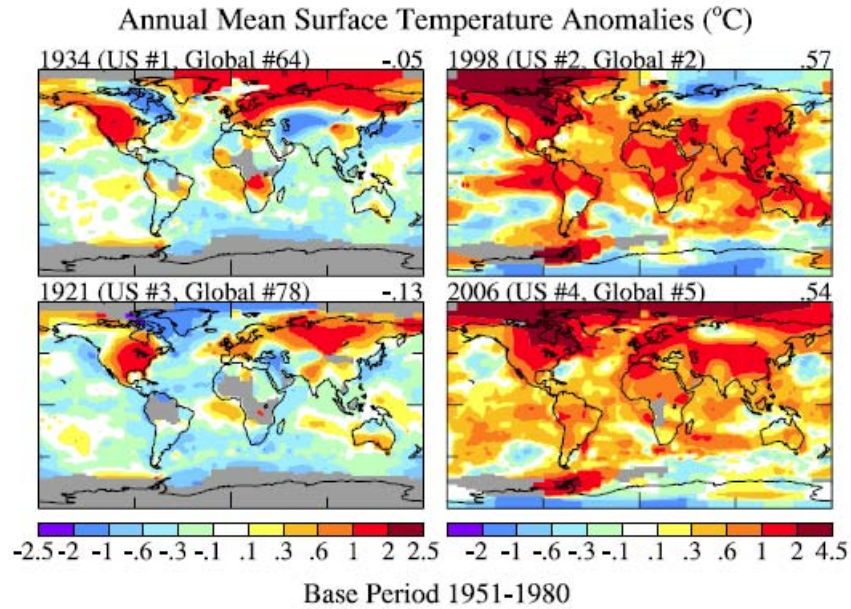 Annual Mean Surface Temperature Anomalies (°C)
1934 (US #1, Global #64) -.05
1998 (US #2, Global #2) .57
1921 (US #3, Global #78) -.13
2006 (US #4, Global #5) .54
-2.5 -2 -1 -.6 -.3 -.1 .1 .3 .6 1 2 2.5
-2 -1 -.6 -.3 -.1 .1 .3 .6 1 2 4.5
Base Period 1951-1980